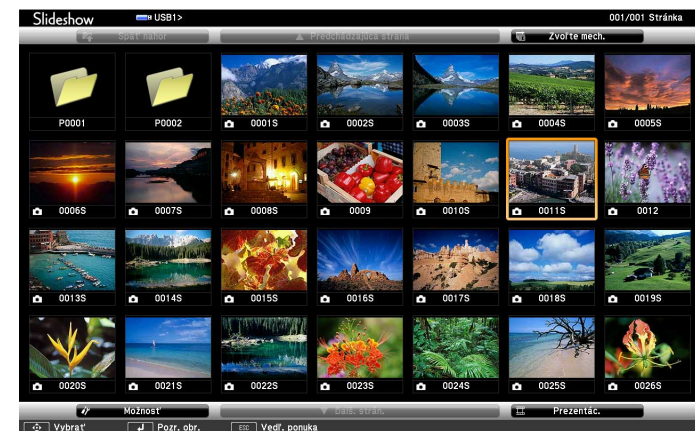 Slideshow USB1> 001/001 Stránka
Späť nahor Predchádzajúca strana Zvoľte mech.
P0001 P0002 0001S 0002S 0003S 0004S 0005S
0006S 0007S 0008S 0009 0010S 0011S 0012
0013S 0014S 0015S 0016S 0017S 0018S 0019S
0020S 0021S 0022S 0023S 0024S 0025S 0026S
Možnosť Ďalš. strán. Prezentác.
Vybrať Pozr. obr. ESC Vedľ. ponuka